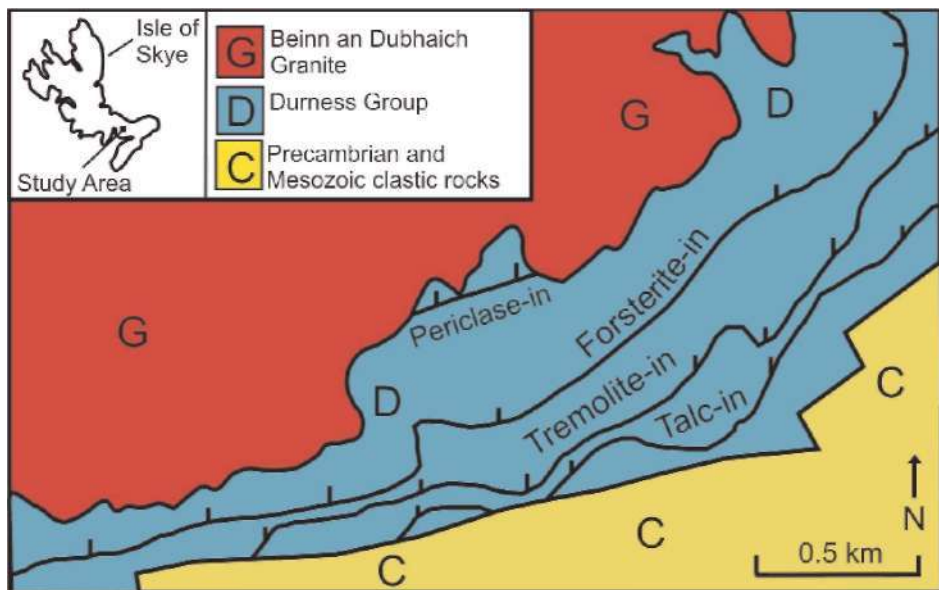 Isle of
Skye
Study Area
G
Beinn an Dubhaich
Granite
D
Durness Group
C
Precambrian and
Mesozoic clastic rocks
G
D
Periclase-in
Forsterite-in
G
D
Tremolite-in
Talc-in
C
C
C
N
0.5 km